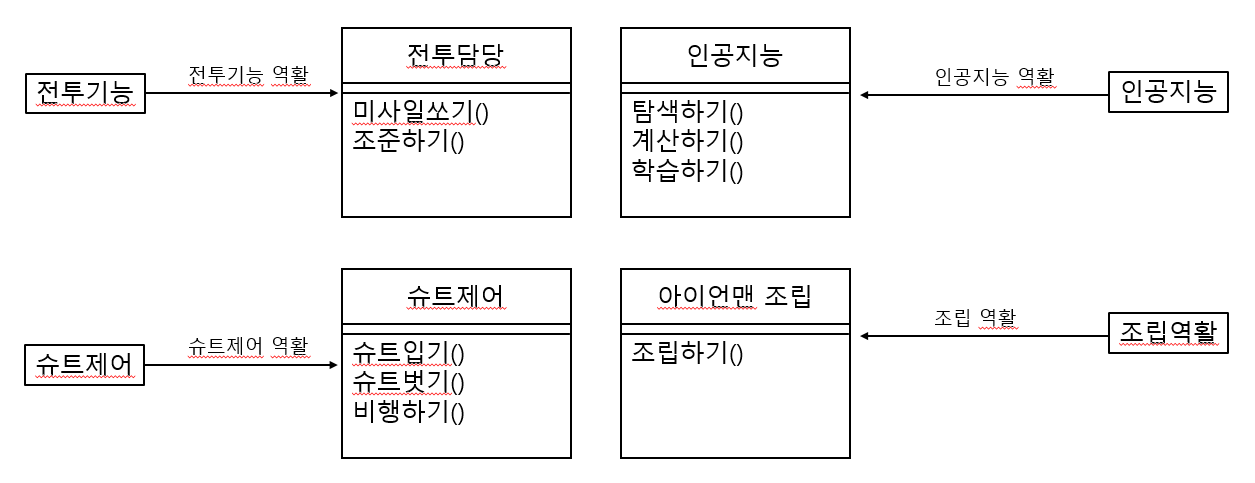 전투기능
전투기능 역활
전투담당
미사일쏘기()
조준하기()
인공지능
탐색하기()
계산하기()
학습하기()
인공지능 역활
인공지능
슈트제어
슈트제어 역활
슈트제어
슈트입기()
슈트벗기()
비행하기()
아이언맨 조립
조립하기()
조립 역활
조립역활